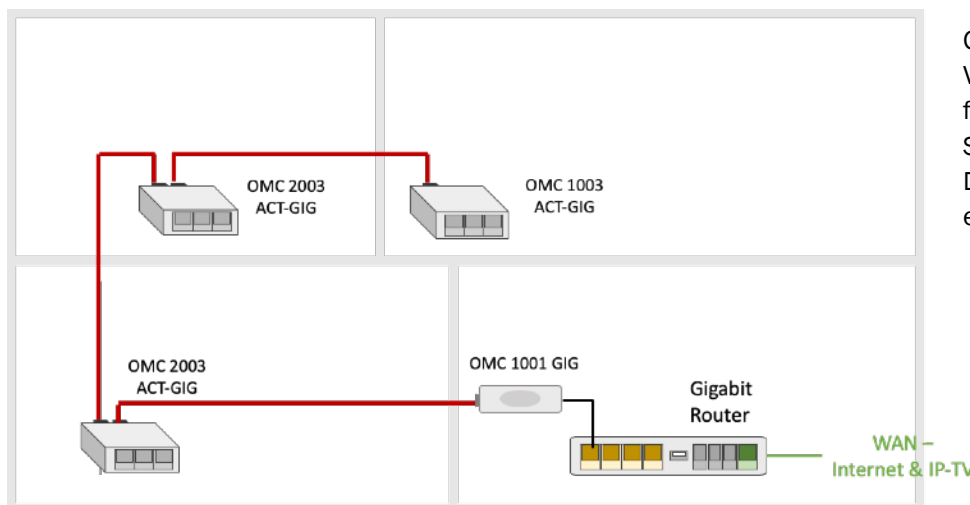 OMC 2003
ACT-GIG
OMC 1003
ACT-GIG
OMC 2003
ACT-GIG
OMC 1001 GIG
Gigabit
Router
WAN –
Internet & IP-TV